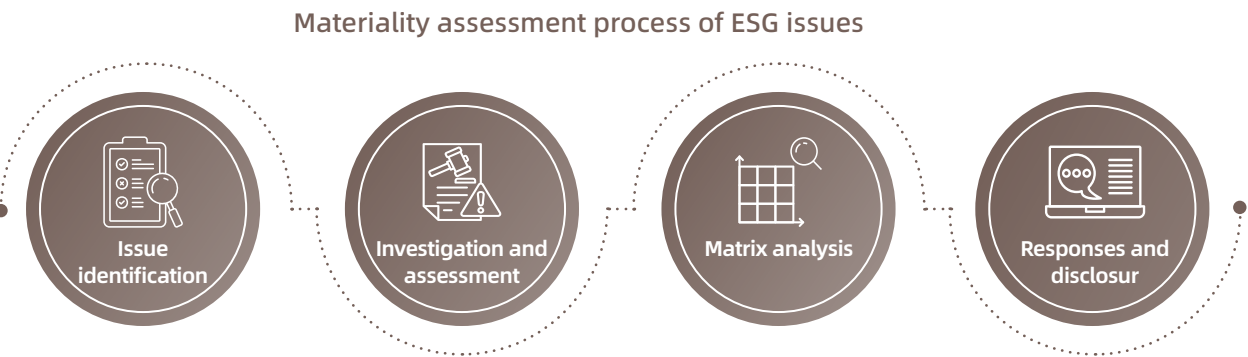 Materiality assessment process of ESG issues
Issue
identification
Investigation and
assessment
Matrix analysis
Responses and
disclosur